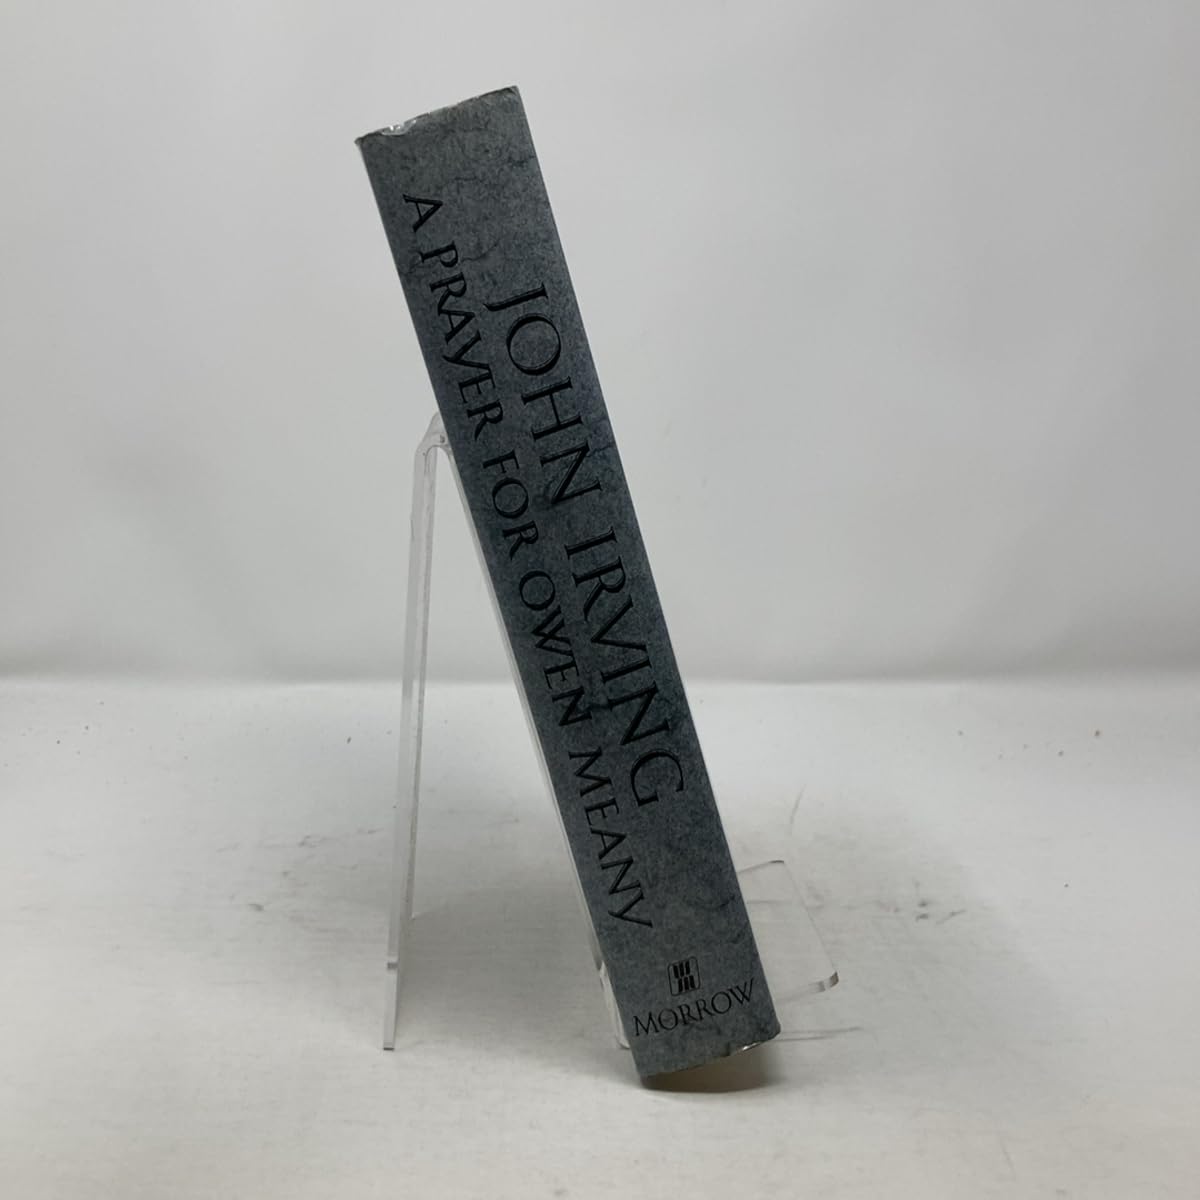 JOHN IRVING
A PRAYER FOR OWEN MEANY
MORROW